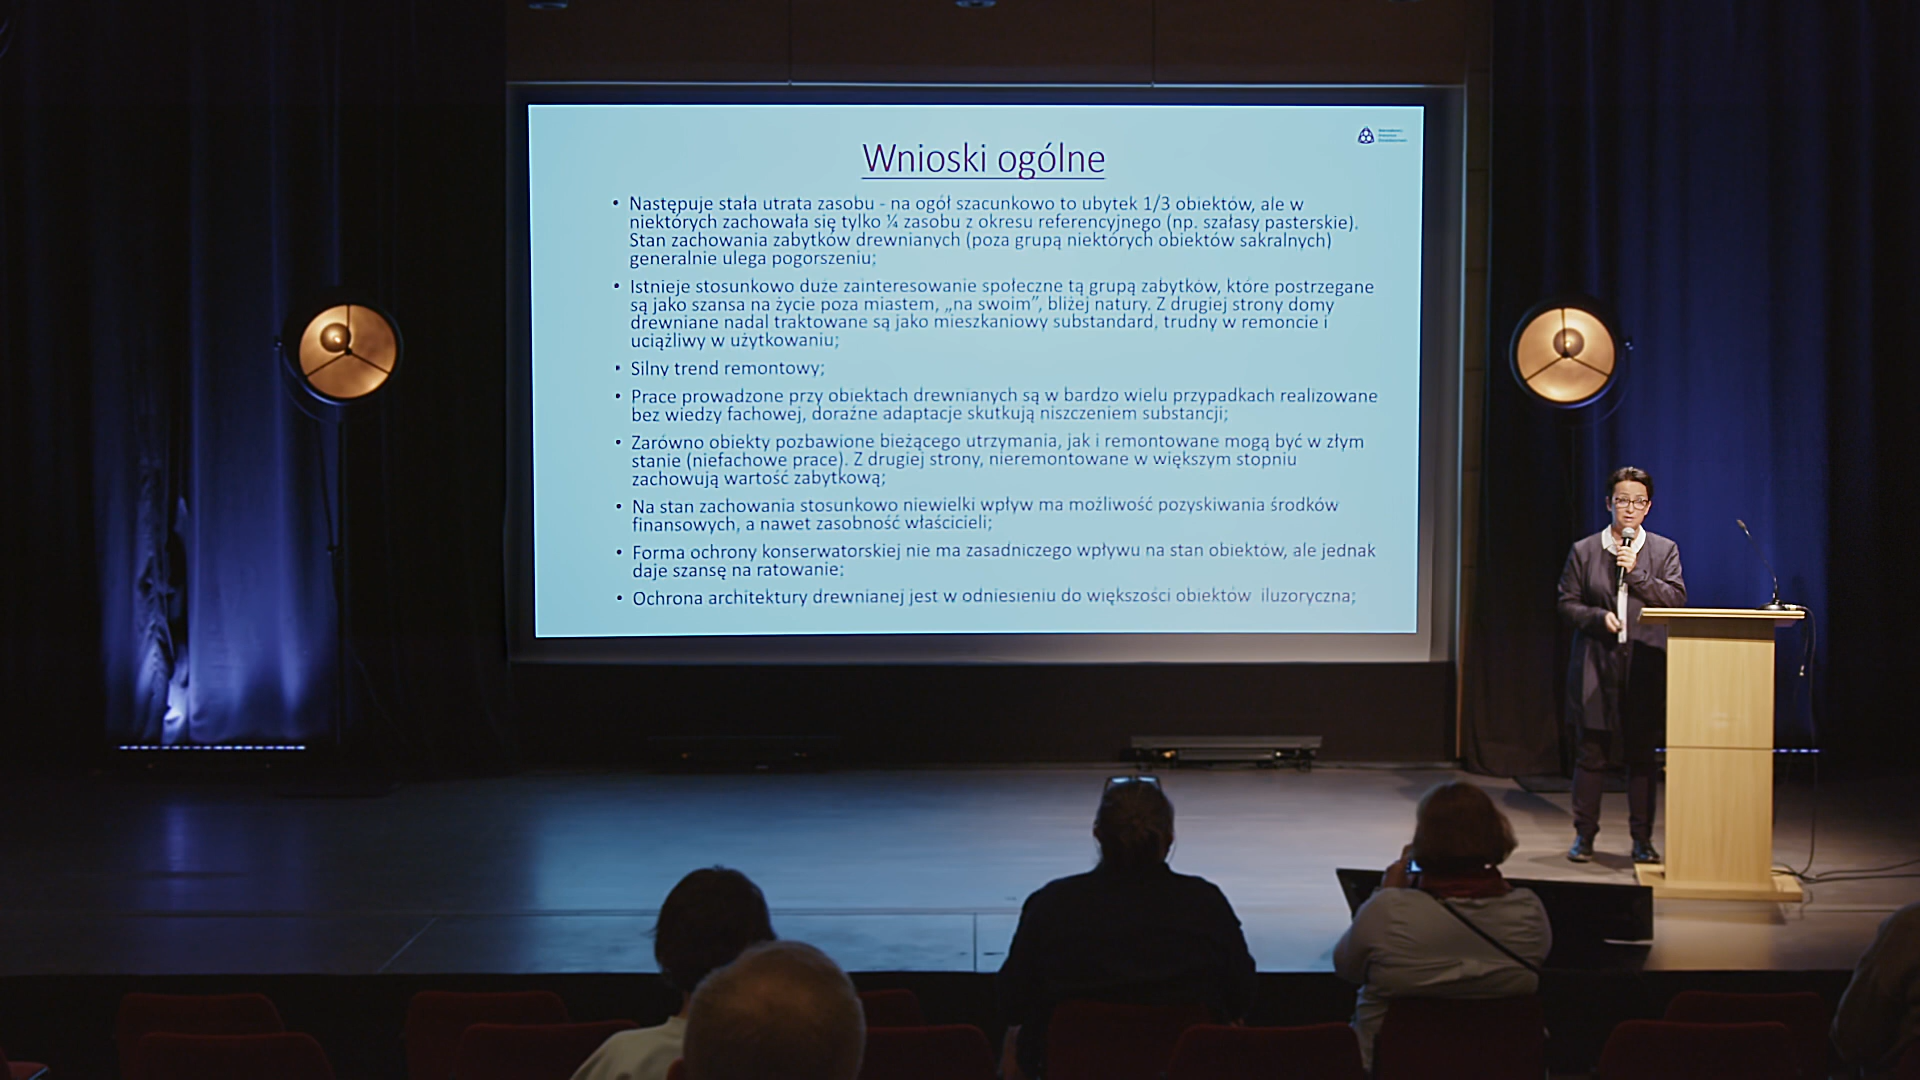 Wnioski ogólne
• Następuje stała utrata zasobu - na ogół szacunkowo to ubytek 1/3 obiektów, ale w
niektórych zachowała się tylko ¼ zasobu z okresu referencyjnego (np. szałasy pasterskie).
Stan zachowania zabytków drewnianych (poza grupą niektórych obiektów sakralnych)
generalnie ulega pogorszeniu;
• Istnieje stosunkowo duże zainteresowanie społeczne tą grupą zabytków, które postrzegane
są jako szansa na życie poza miastem, „na swoim”, bliżej natury. Z drugiej strony domy
drewniane nadal traktowane są jako mieszkaniowy substandard, trudny w remoncie i
uciążliwy w użytkowaniu;
• Silny trend remontowy;
• Prace prowadzone przy obiektach drewnianych są w bardzo wielu przypadkach realizowane
bez wiedzy fachowej, doraźne adaptacje skutkują niszczeniem substancji;
• Zarówno obiekty pozbawione bieżącego utrzymania, jak i remontowane mogą być w złym
stanie (niefachowe prace). Z drugiej strony, nieremontowane w większym stopniu
zachowują wartość zabytkową;
• Na stan zachowania stosunkowo niewielki wpływ ma możliwość pozyskiwania środków
finansowych, a nawet zasobność właścicieli;
• Forma ochrony konserwatorskiej nie ma zasadniczego wpływu na stan obiektów, ale jednak
daje szansę na ratowanie;
• Ochrona architektury drewnianej jest w odniesieniu do większości obiektów iluzoryczna;